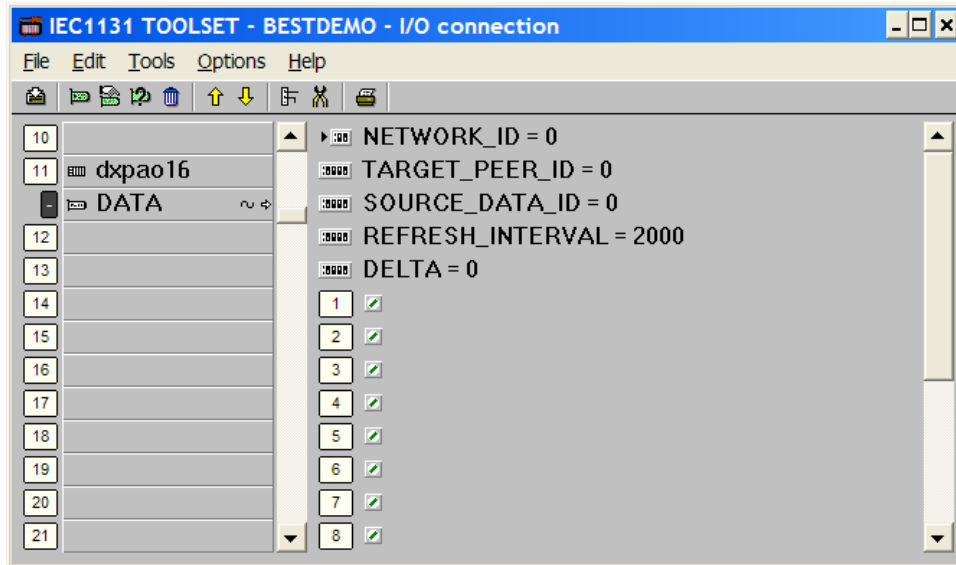 IEC1131 TOOLSET - BESTDEMO - I/O connection
File Edit Tools Options Help
10
11 dxpao16
- DATA
12
13
14
15
16
17
18
19
20
21
NETWORK_ID = 0
TARGET_PEER_ID = 0
SOURCE_DATA_ID = 0
REFRESH_INTERVAL = 2000
DELTA = 0
1
2
3
4
5
6
7
8